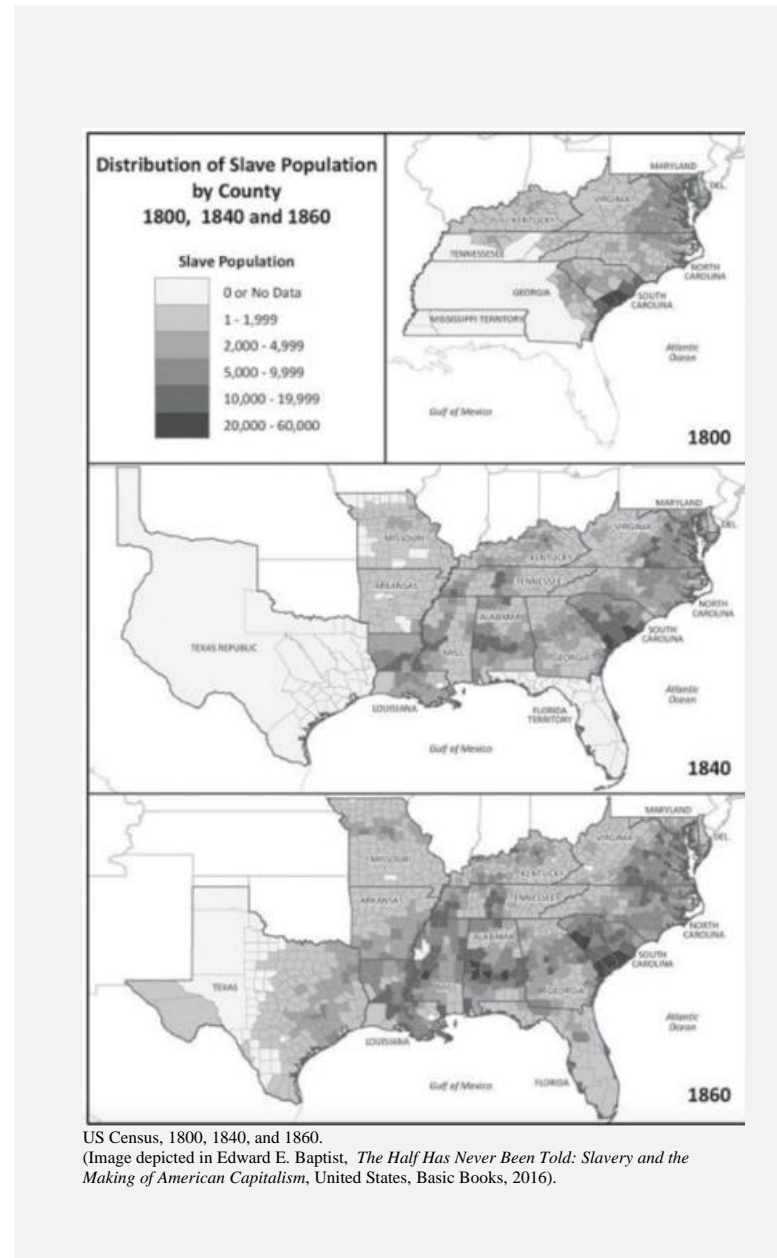 Distribution of Slave Population
by County
1800, 1840 and 1860
Slave Population
0 or No Data
1 - 1,999
2,000 - 4,999
5,000 - 9,999
10,000 - 19,999
20,000 - 60,000
MARYLAND
DEL.
VIRGINIA
KENTUCKY
TENNESSESEE
NORTH
CAROLINA
GEORGIA
SOUTH
CAROLINA
MISSISSIPPI TERRITORY
Atlantic
Ocean
Gulf of Mexico
1800
MARYLAND
DEL.
VIRGINIA
MISSOURI
KENTUCKY
ARKANSAS
TENNESSEE
NORTH
CAROLINA
ALABAMA
SOUTH
CAROLINA
TEXAS REPUBLIC
MISS.
GEORGIA
LOUISIANA
FLORIDA
TERRITORY
Atlantic
Ocean
Gulf of Mexico
1840
MARYLAND
DEL.
VIRGINIA
MISSOURI
KENTUCKY
ARKANSAS
TENNESSEE
NORTH
CAROLINA
ALABAMA
SOUTH
CAROLINA
TEXAS
GEORGIA
LOUISIANA
Atlantic
Ocean
Gulf of Mexico
FLORIDA
1860
US Census, 1800, 1840, and 1860.
(Image depicted in Edward E. Baptist, The Half Has Never Been Told: Slavery and the
Making of American Capitalism, United States, Basic Books, 2016).